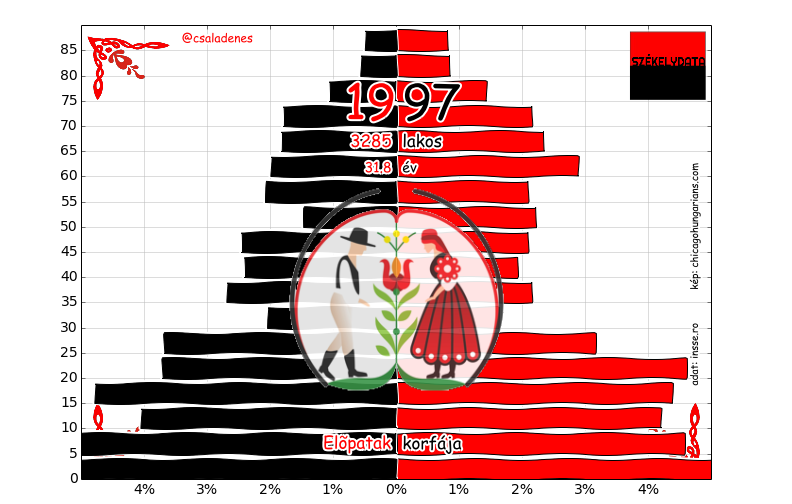 @csaladenes
SZÉKELYDATA
1997
3285 lakos
31.8 év
kép: chicagohungarians.com
adat: insse.ro
Előpatak korfája
85
80
75
70
65
60
55
50
45
40
35
30
25
20
15
10
5
0
4% 3% 2% 1% 0% 1% 2% 3% 4%